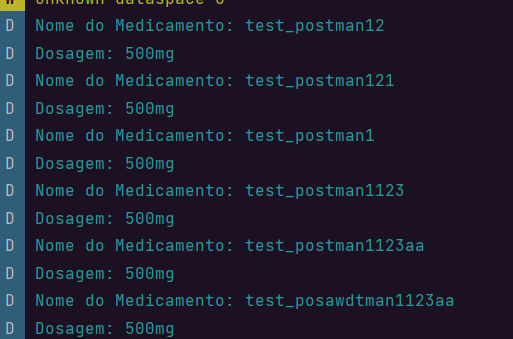 W Unknown dataspace 0
D Nome do Medicamento: test_postman12
D Dosagem: 500mg
D Nome do Medicamento: test_postman121
D Dosagem: 500mg
D Nome do Medicamento: test_postman1
D Dosagem: 500mg
D Nome do Medicamento: test_postman1123
D Dosagem: 500mg
D Nome do Medicamento: test_postman1123aa
D Dosagem: 500mg
D Nome do Medicamento: test_posawdtman1123aa
D Dosagem: 500mg